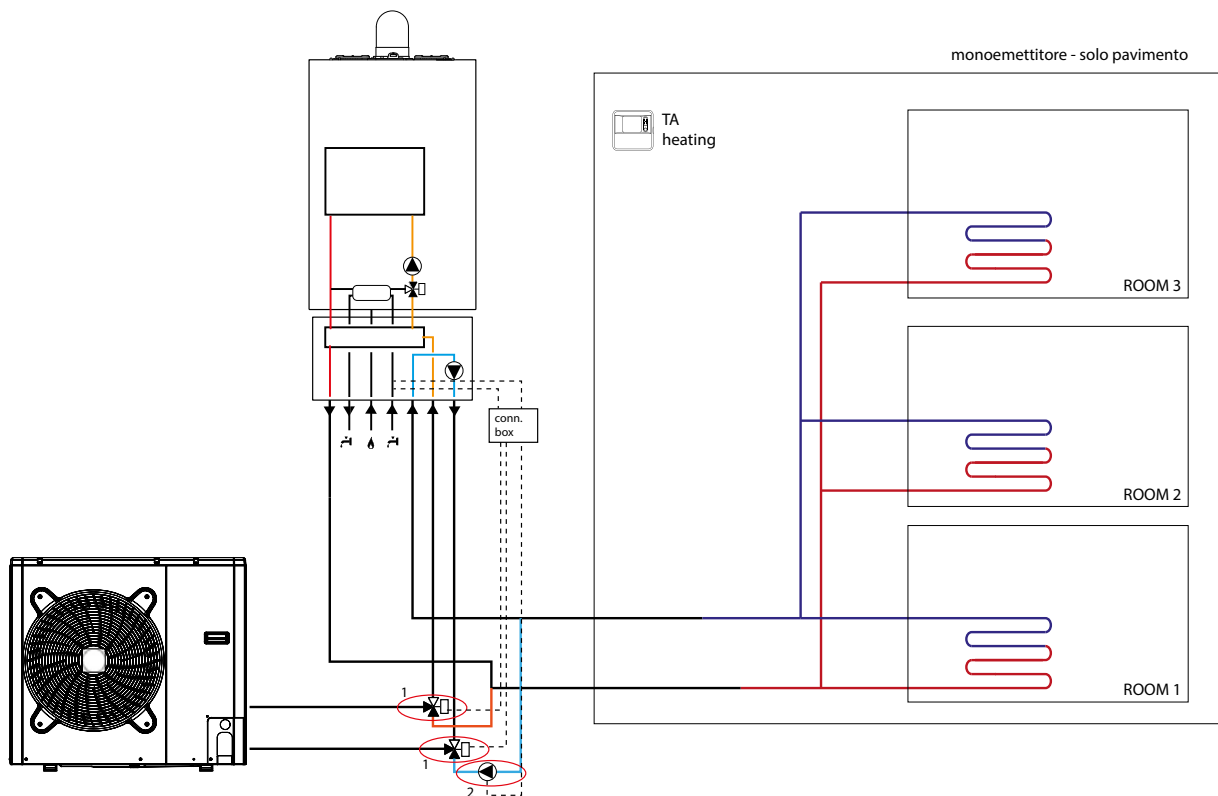 monoemettitore - solo pavimento
TA
heating
ROOM 3
conn.
box
ROOM 2
ROOM 1
1
1
2